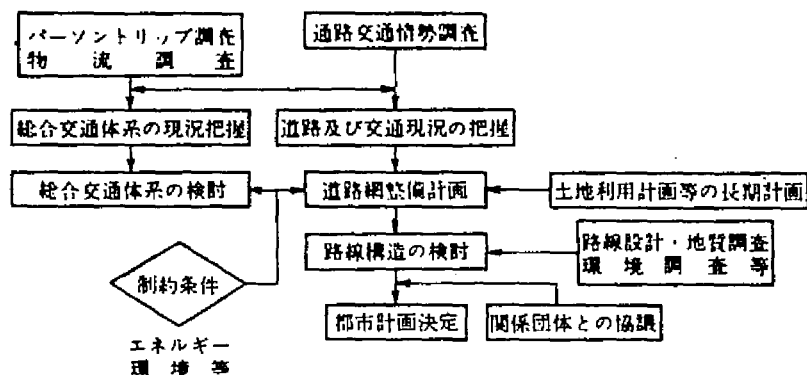 パーソントリップ調査
物流調査
道路交通情勢調査
総合交通体系の現況把握
道路及び交通現況の把握
総合交通体系の検討
道路網整備計画
土地利用計画等の長期計画
路線構造の検討
路線設計・地質調査
環境調査等
制約条件
都市計画決定
関係団体との協議
エネルギー
環境等